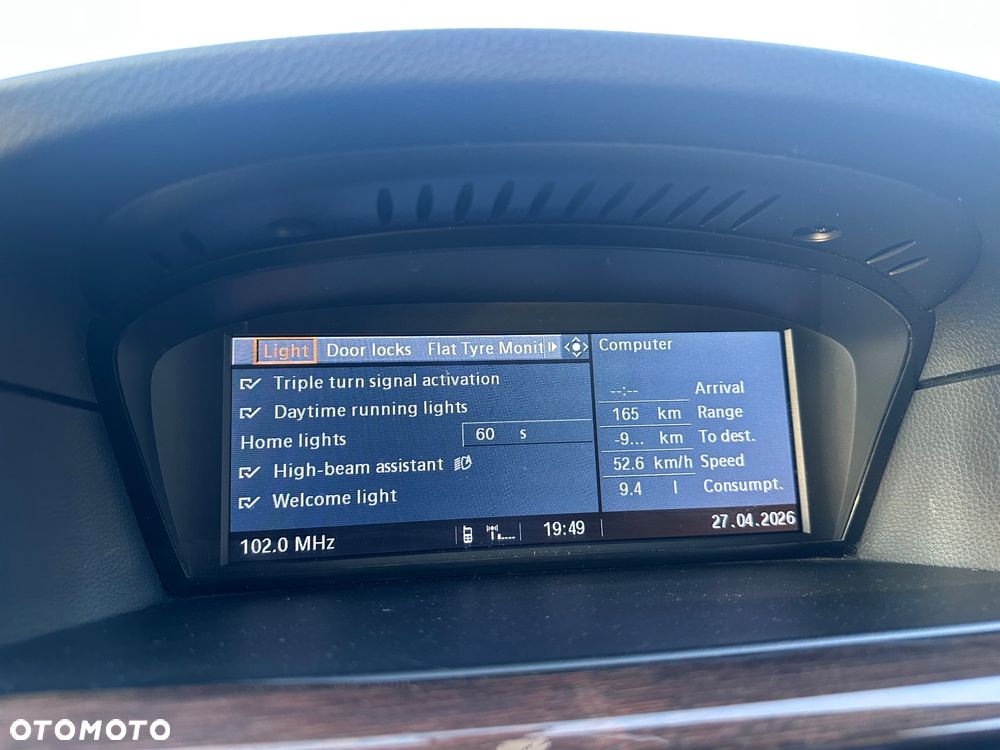 Light Door locks Flat Tyre Monit
Triple turn signal activation
Daytime running lights
Home lights 60 s
High-beam assistant
Welcome light
Computer
--:-- Arrival
165 km Range
-9... km To dest.
52.6 km/h Speed
9.4 l Consumpt.
102.0 MHz 19:49 27.04.2026
OTOMOTO